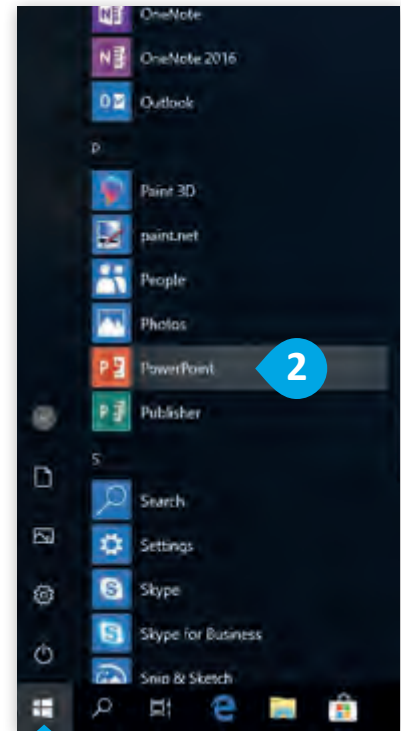 OneNote
OneNote 2016
Outlook
P
Paint 3D
paint.net
People
Photos
PowerPoint
2
Publisher
S
Search
Settings
Skype
Skype for Business
Snip & Sketch